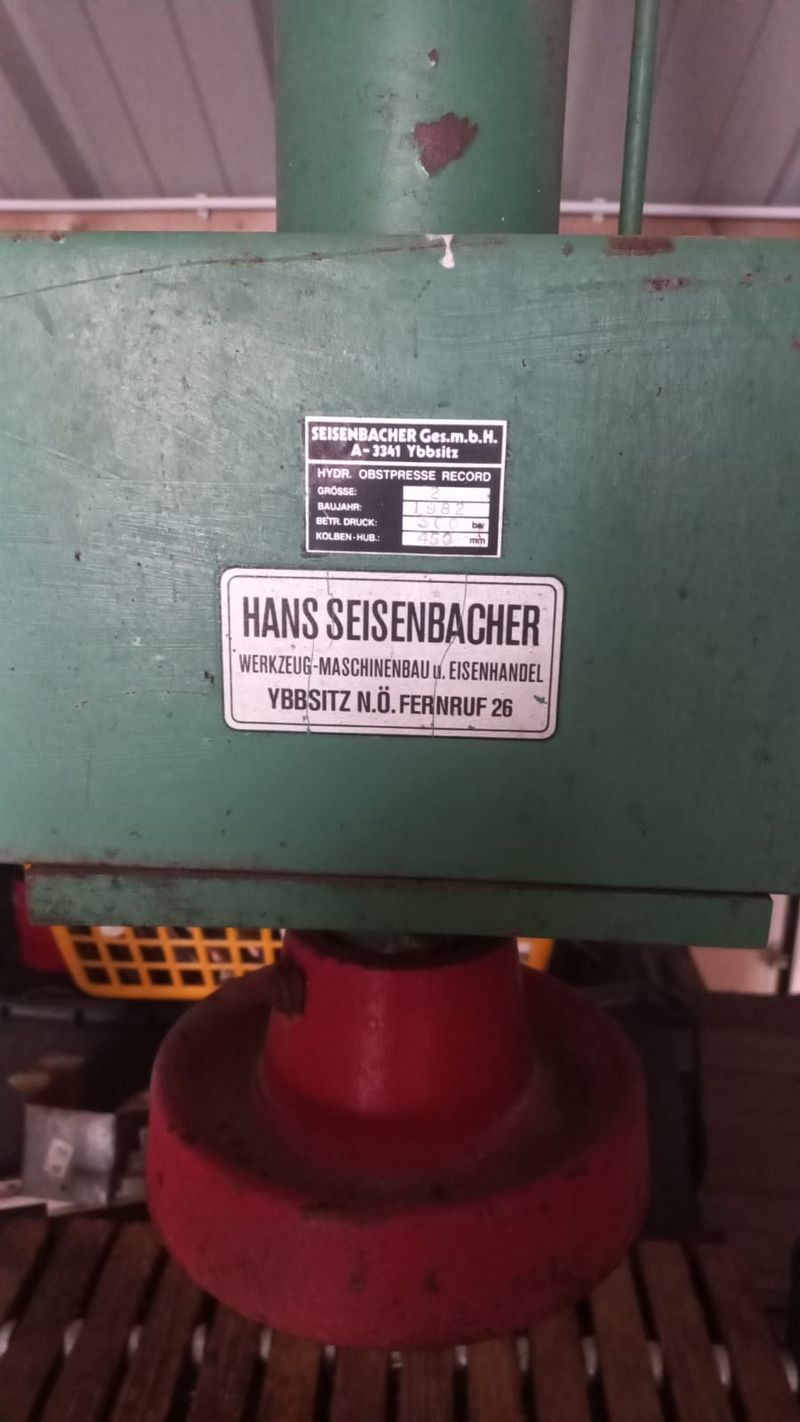 SEISENBACHER Ges.m.b.H.
A-3341 Ybbsitz
HYDR. OBSTPRESSE RECORD
GRÖSSE: 2
BAUJAHR: 1982
BETR. DRUCK: 300 bar
KOLBEN-HUB.: 450 mm
HANS SEISENBACHER
WERKZEUG-MASCHINENBAU u. EISENHANDEL
YBBSITZ N.Ö. FERNRUF 26